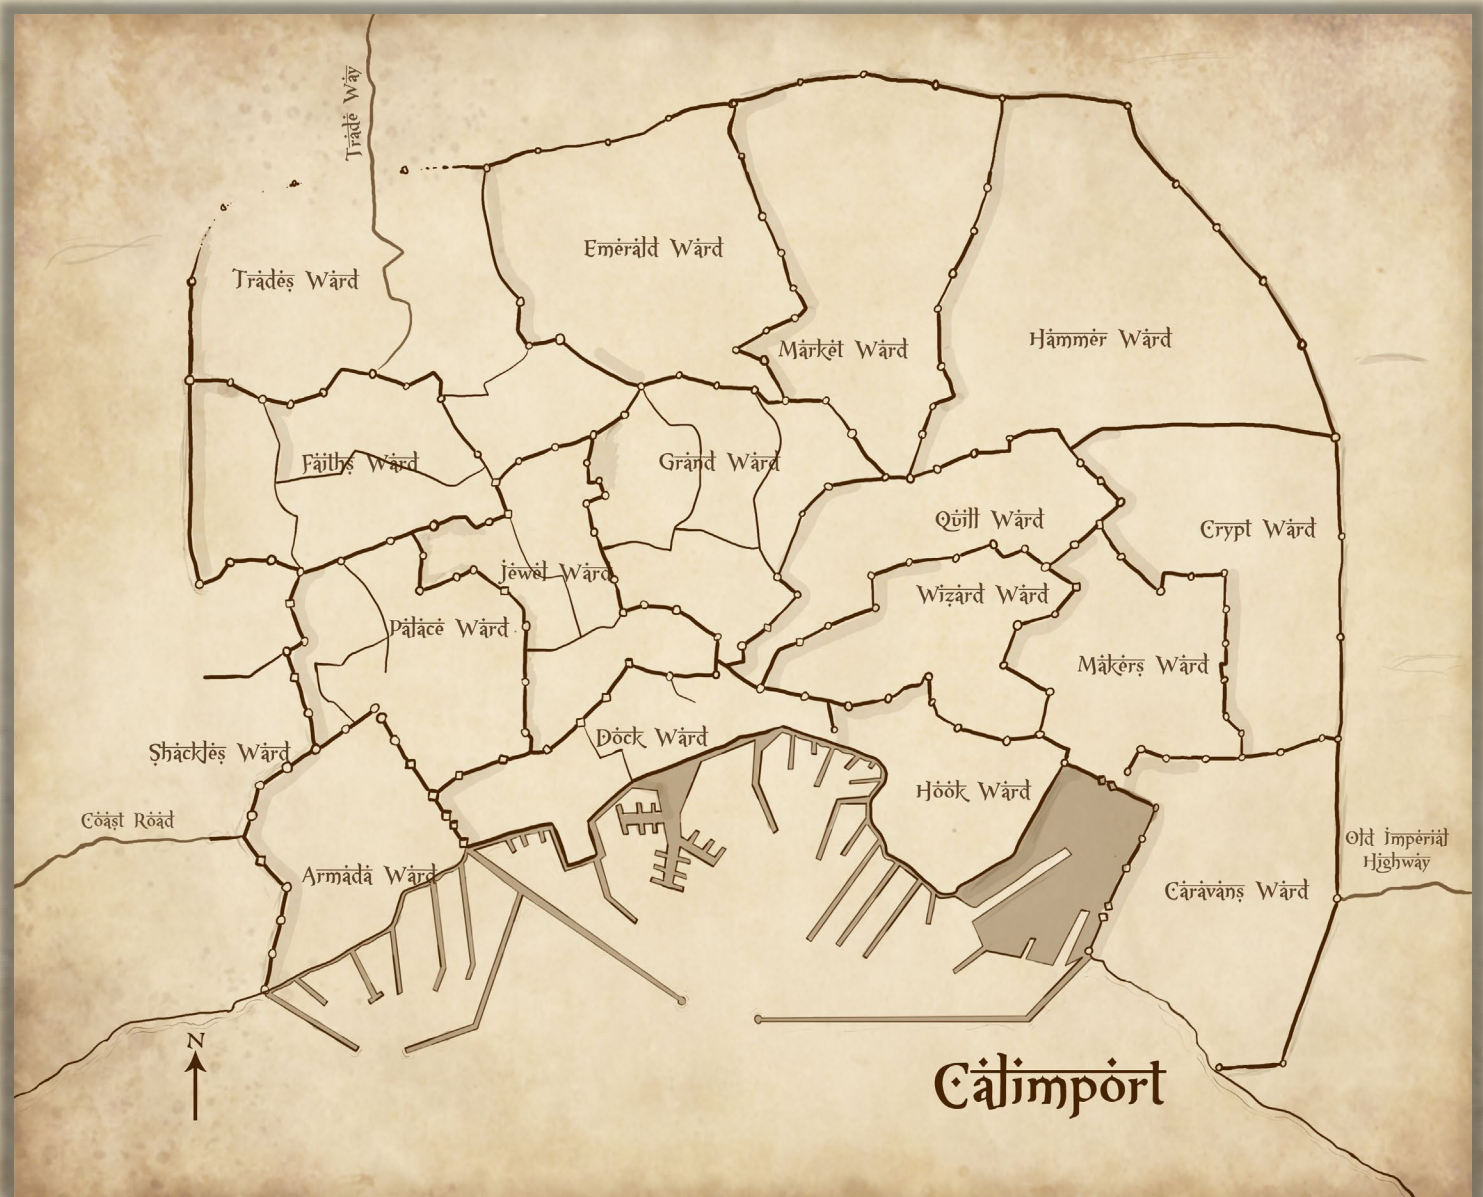 Trade Way
Emerald Ward
Trades Ward
Hammer Ward
Market Ward
Faiths Ward
Grand Ward
Quill Ward
Crypt Ward
Jewel Ward
Wizard Ward
Palace Ward
Makers Ward
Dock Ward
Shackles Ward
Hook Ward
Coast Road
Old Imperial
Highway
Armada Ward
Caravans Ward
N
Calimport